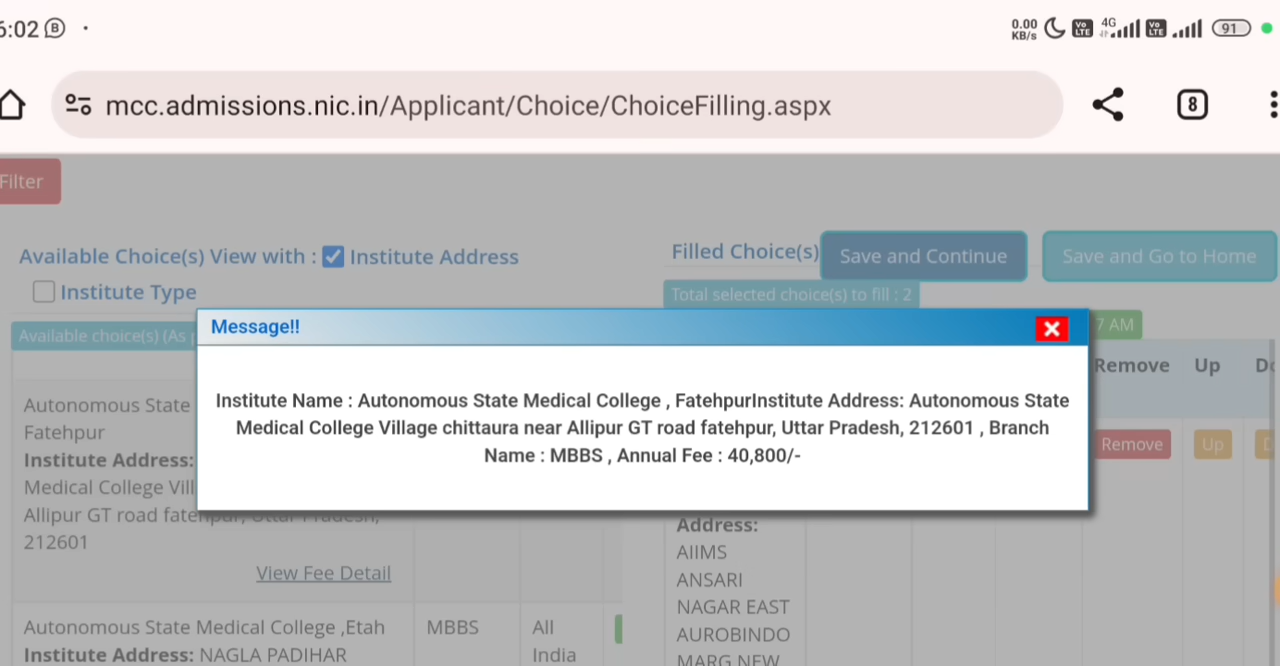 6:02
0.00 KB/s 4G 91
mcc.admissions.nic.in/Applicant/Choice/ChoiceFilling.aspx
8
Filter
Available Choice(s) View with : Institute Address
Institute Type
Filled Choice(s)
Save and Continue
Save and Go to Home
Total selected choice(s) to fill : 2
Available choice(s) (As
7 AM
Message!!
Institute Name : Autonomous State Medical College , FatehpurInstitute Address: Autonomous State
Medical College Village chittaura near Allipur GT road fatehpur, Uttar Pradesh, 212601 , Branch
Name : MBBS , Annual Fee : 40,800/-
Remove Up
Remove Up
Autonomous State
Fatehpur
Institute Address:
Medical College Vill
Allipur GT road fatehpur, Uttar Pradesh,
212601
View Fee Detail
Autonomous State Medical College ,Etah
Institute Address: NAGLA PADIHAR
MBBS
All
India
Address:
AIIMS
ANSARI
NAGAR EAST
AUROBINDO
MARG NEW